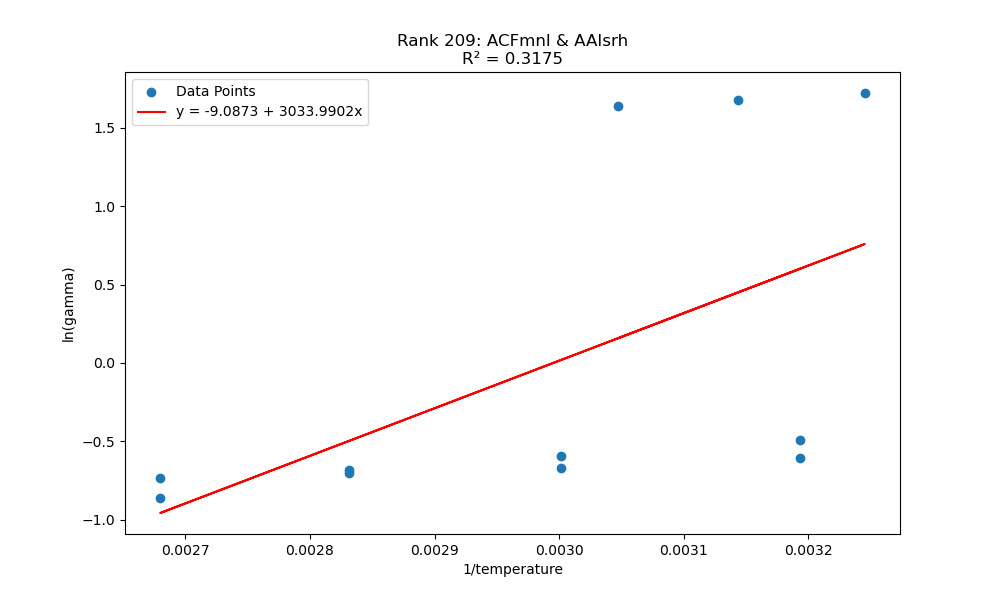 Rank 209: ACFmnl & AAlsrh
R² = 0.3175
Data Points
y = -9.0873 + 3033.9902x
ln(gamma)
1.5
1.0
0.5
0.0
−0.5
−1.0
0.0027 0.0028 0.0029 0.0030 0.0031 0.0032
1/temperature